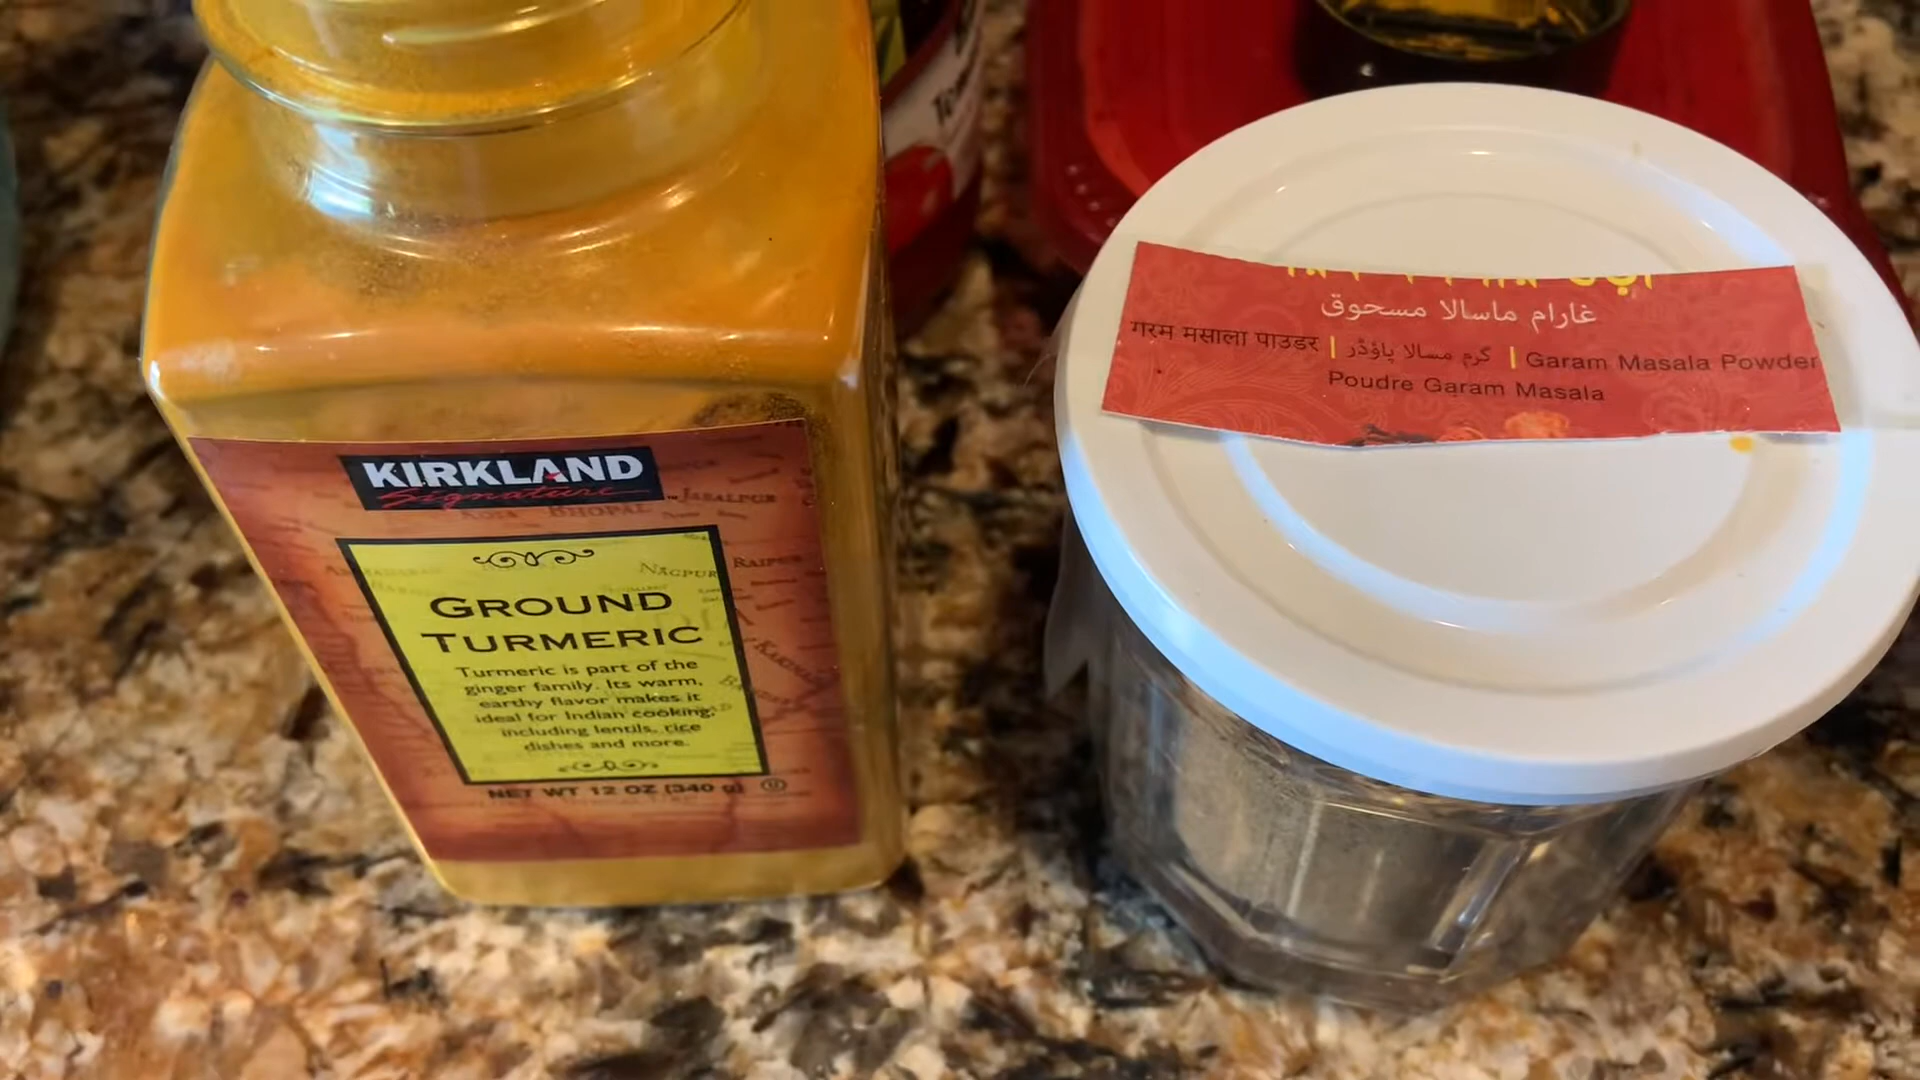 KIRKLAND
Signature
JABALPUR
BHOPAL
NAGPUR
RAIPUR
GROUND
TURMERIC
Turmeric is part of the
ginger family. Its warm,
earthy flavor makes it
ideal for Indian cooking,
including lentils, rice
dishes and more.
NET WT 12 OZ (340 g)
غارام ماسالا مسحوق
गरम मसाला पाउडर | گرم مسالا پاؤڈر | Garam Masala Powder
Poudre Garam Masala